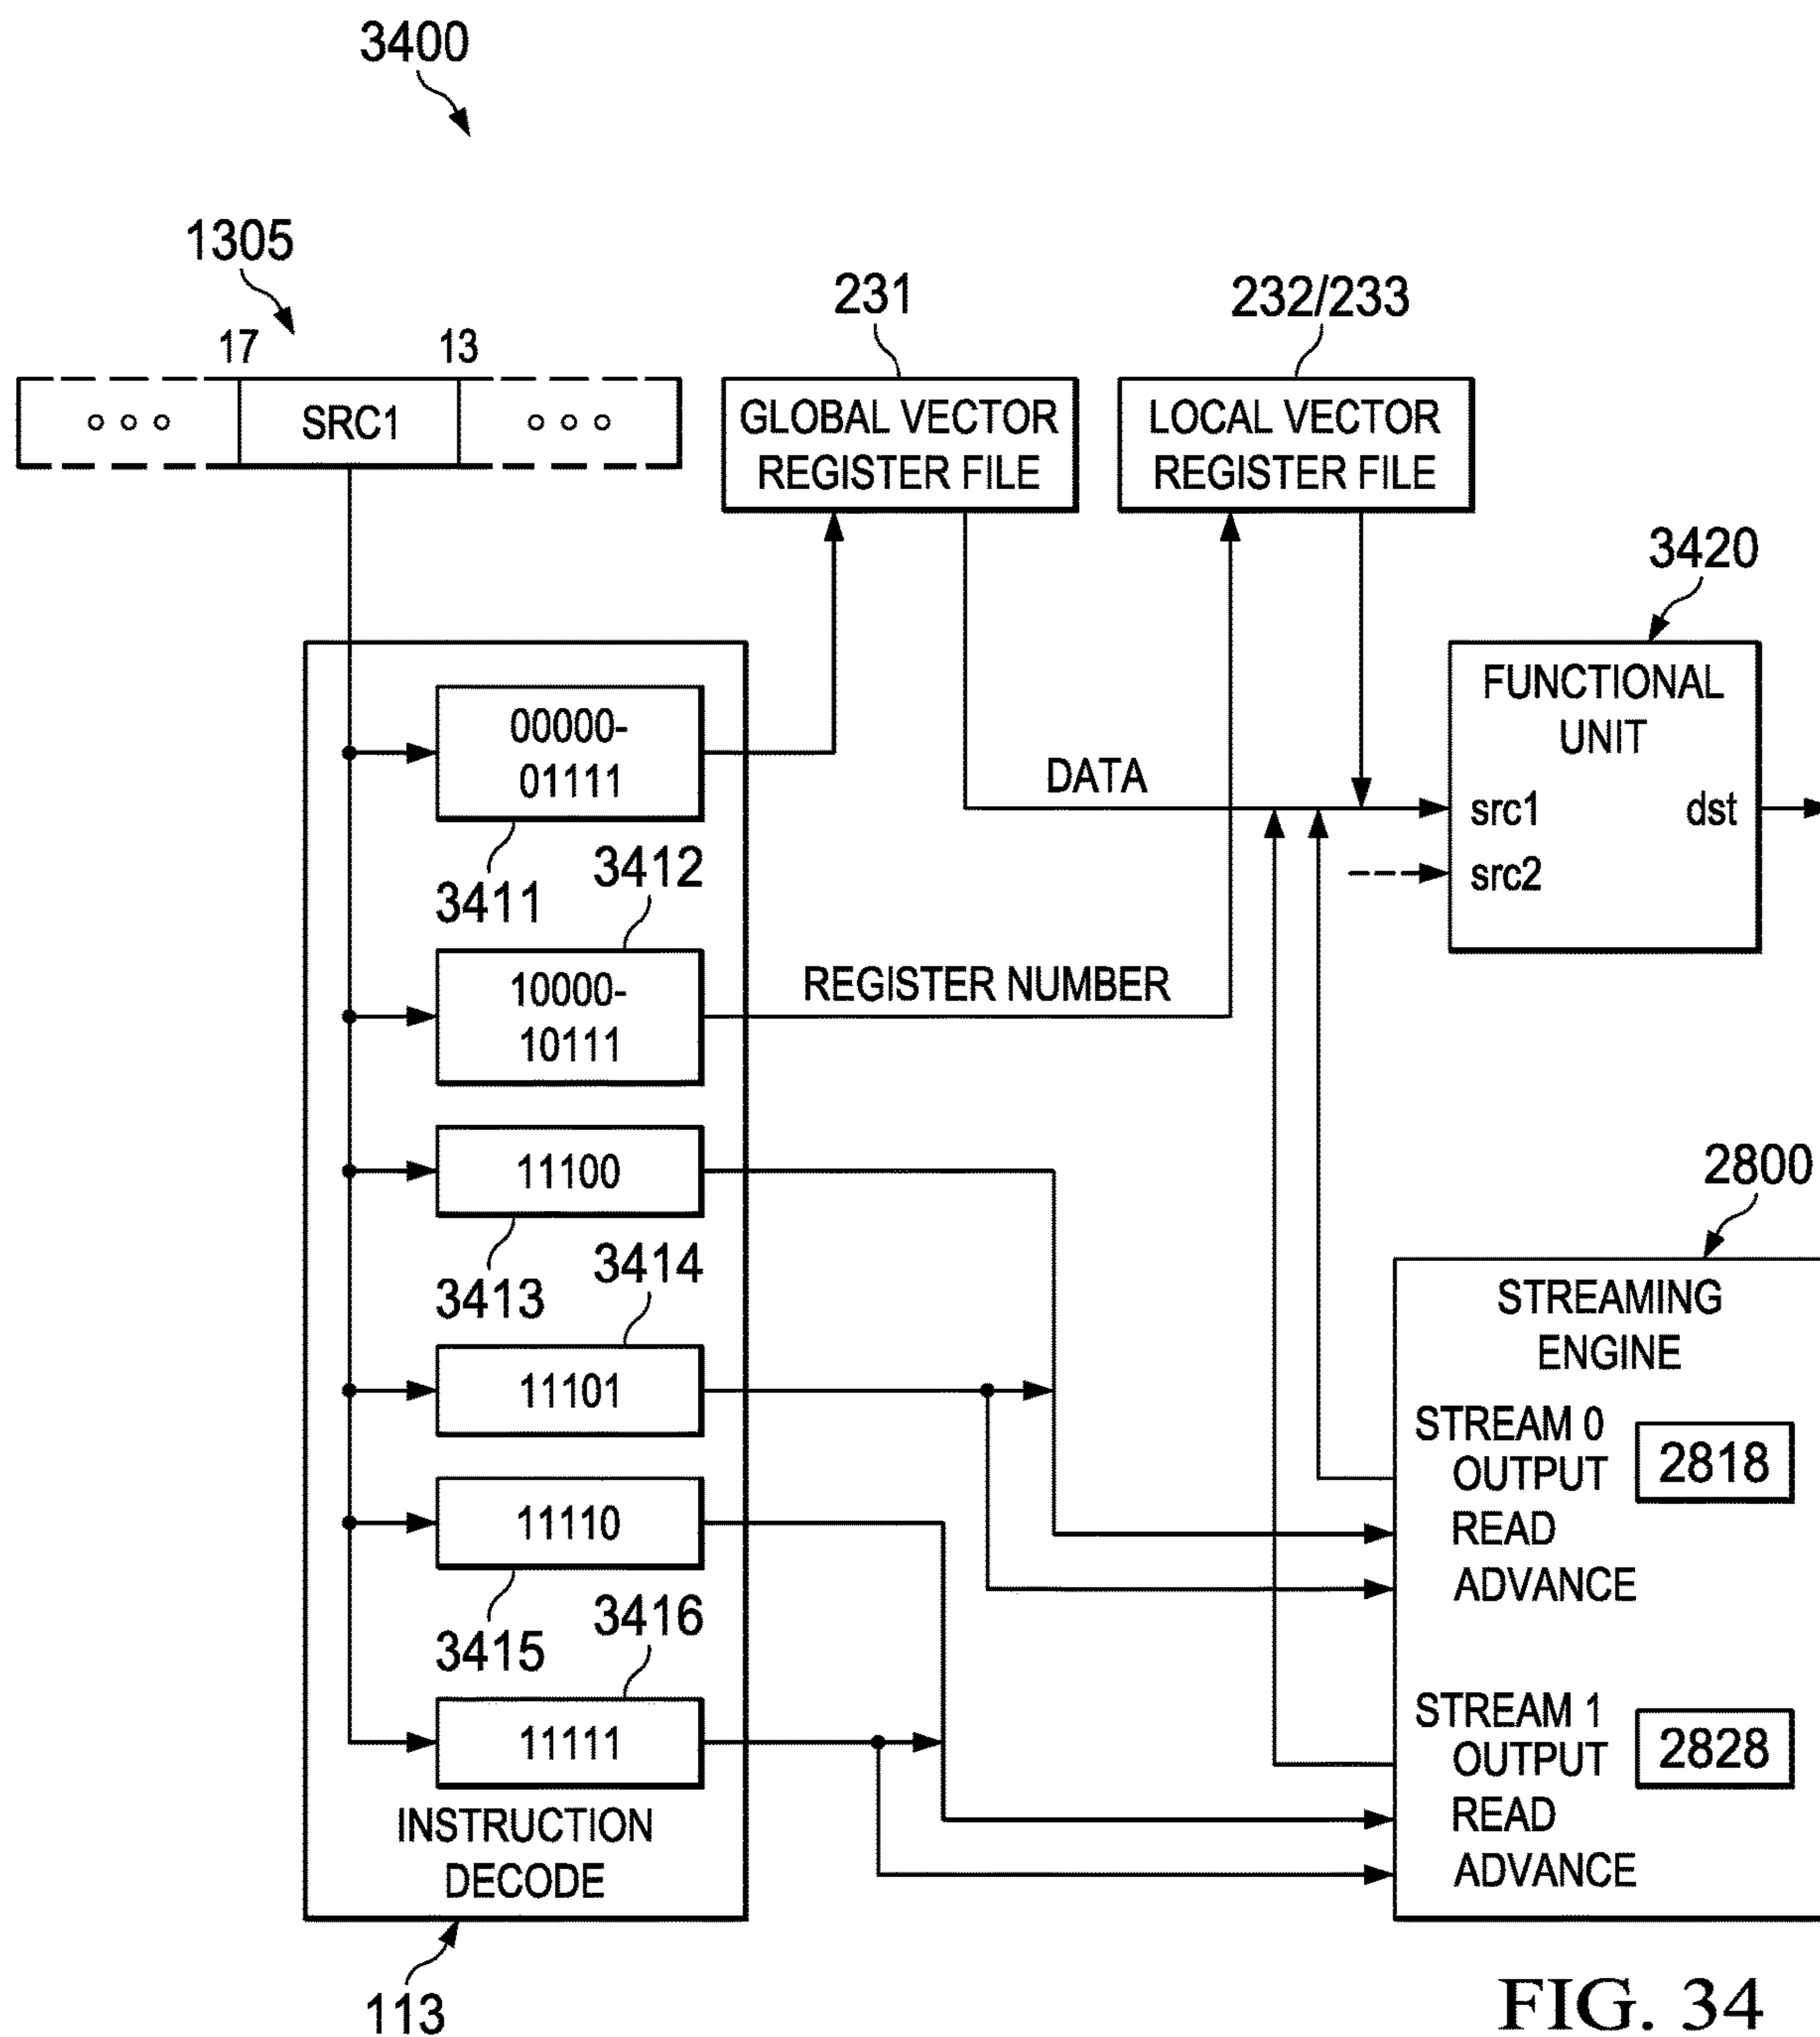 3400
1305
231
232/233
17
13
○ ○ ○
SRC1
○ ○ ○
GLOBAL VECTOR
REGISTER FILE
LOCAL VECTOR
REGISTER FILE
3420
FUNCTIONAL
UNIT
src1
dst
src2
DATA
00000-
01111
3411
3412
10000-
10111
REGISTER NUMBER
11100
3413
3414
11101
11110
3415
3416
11111
INSTRUCTION
DECODE
113
2800
STREAMING
ENGINE
STREAM 0
OUTPUT
2818
READ
ADVANCE
STREAM 1
OUTPUT
2828
READ
ADVANCE
FIG. 34